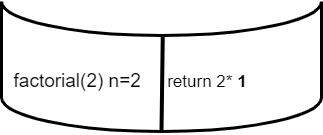 factorial(2) n=2 return 2* 1